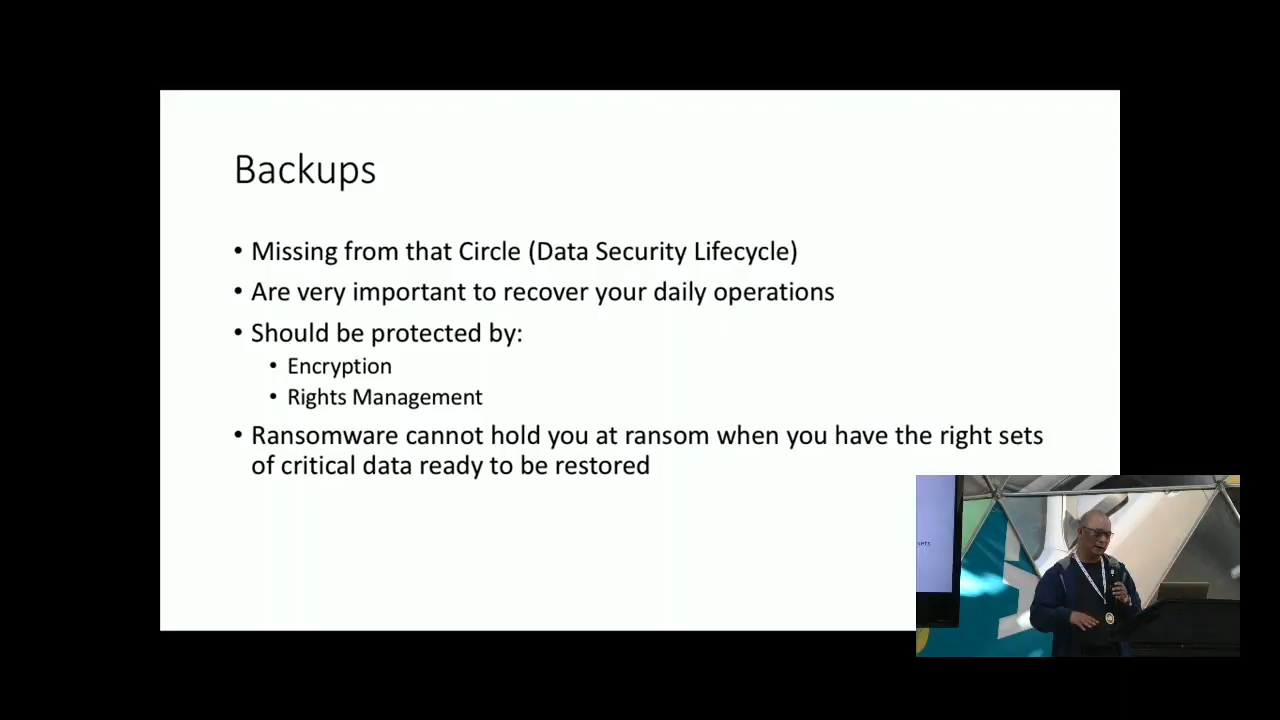 Backups
• Missing from that Circle (Data Security Lifecycle)
• Are very important to recover your daily operations
• Should be protected by:
• Encryption
• Rights Management
• Ransomware cannot hold you at ransom when you have the right sets
of critical data ready to be restored
sets